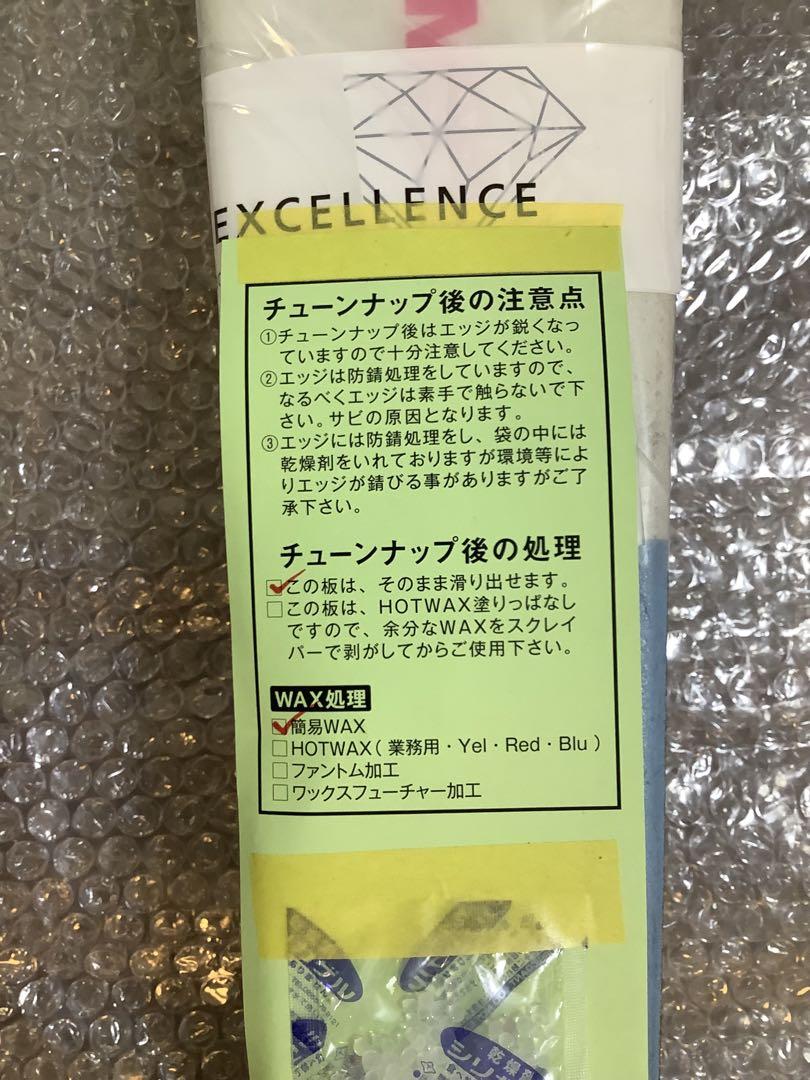 EXCELLENCE
チューンナップ後の注意点
①チューンナップ後はエッジが鋭くなっ
ていますので十分注意してください。
②エッジは防錆処理をしていますので、
なるべくエッジは素手で触らないで下
さい。サビの原因となります。
③エッジには防錆処理をし、袋の中には
乾燥剤をいれておりますが環境等によ
りエッジが錆びる事がありますがご了
承下さい。
チューンナップ後の処理
☑この板は、そのまま滑り出せます。
□この板は、HOTWAX塗りっぱなし
ですので、余分なWAXをスクレイ
パーで剥がしてからご使用下さい。
WAX処理
☑簡易WAX
□HOTWAX（業務用・Yel・Red・Blu）
□ファントム加工
□ワックスフューチャー加工
乾燥剤